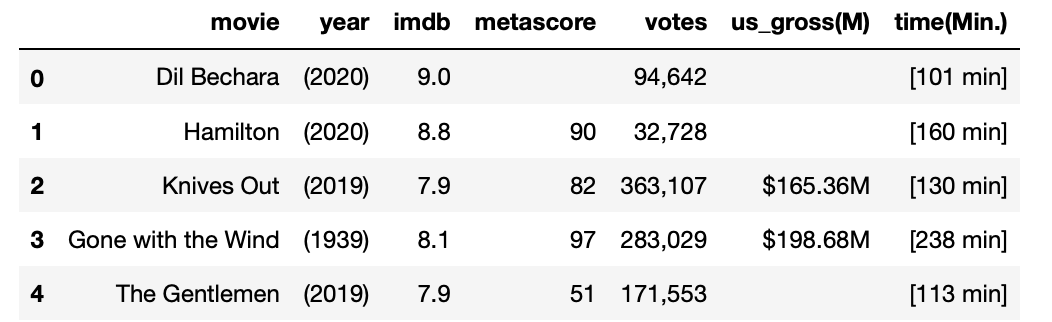 movie year imdb metascore votes us_gross(M) time(Min.)
0 Dil Bechara (2020) 9.0 94,642 [101 min]
1 Hamilton (2020) 8.8 90 32,728 [160 min]
2 Knives Out (2019) 7.9 82 363,107 $165.36M [130 min]
3 Gone with the Wind (1939) 8.1 97 283,029 $198.68M [238 min]
4 The Gentlemen (2019) 7.9 51 171,553 [113 min]